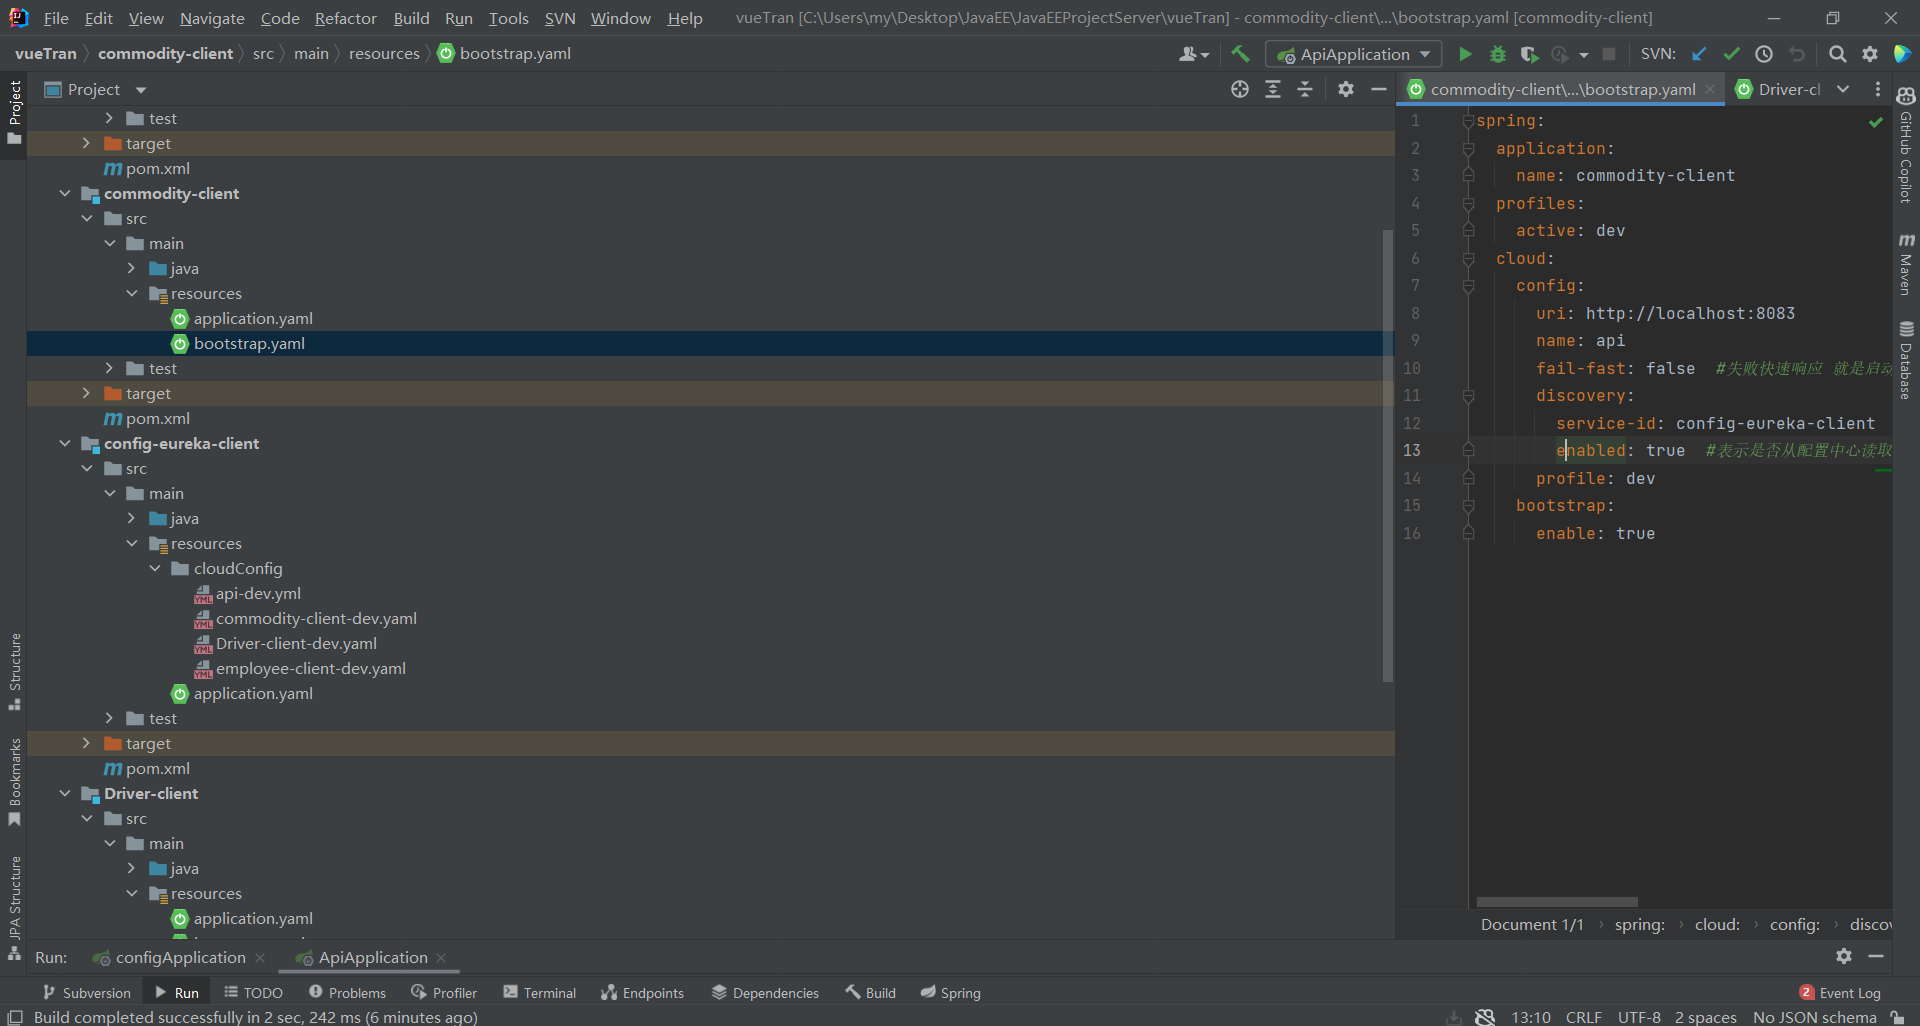 File Edit View Navigate Code Refactor Build Run Tools SVN Window Help vueTran [C:\Users\my\Desktop\JavaEE\JavaEEProjectServer\vueTran] - commodity-client\...\bootstrap.yaml [commodity-client]
vueTran commodity-client src main resources bootstrap.yaml ApiApplication SVN:
Project
Project
test
target
pom.xml
commodity-client
src
main
java
resources
application.yaml
bootstrap.yaml
test
target
pom.xml
config-eureka-client
src
main
java
resources
cloudConfig
api-dev.yml
commodity-client-dev.yaml
Driver-client-dev.yaml
employee-client-dev.yaml
application.yaml
test
target
pom.xml
Driver-client
src
main
java
resources
application.yaml
Structure
Bookmarks
JPA Structure
commodity-client\...\bootstrap.yaml Driver-cl
1 spring:
2 application:
3 name: commodity-client
4 profiles:
5 active: dev
6 cloud:
7 config:
8 uri: http://localhost:8083
9 name: api
10 fail-fast: false #失败快速响应 就是启动
11 discovery:
12 service-id: config-eureka-client
13 enabled: true #表示是否从配置中心读取
14 profile: dev
15 bootstrap:
16 enable: true
Document 1/1 spring: cloud: config: disco
GitHub Copilot
Maven
Database
Run: configApplication ApiApplication
Subversion Run TODO Problems Profiler Terminal Endpoints Dependencies Build Spring 2 Event Log
Build completed successfully in 2 sec, 242 ms (6 minutes ago) 13:10 CRLF UTF-8 2 spaces No JSON schema